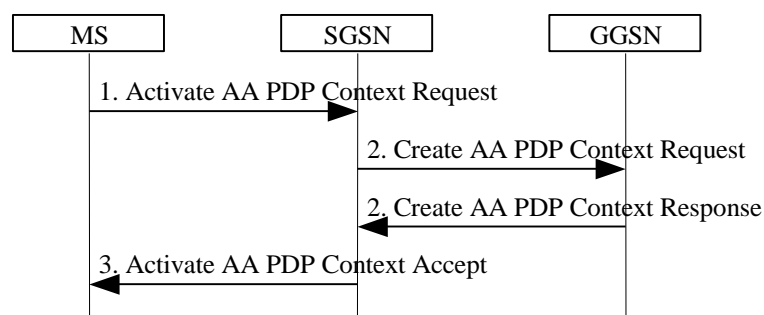 MS SGSN GGSN
1. Activate AA PDP Context Request
2. Create AA PDP Context Request
2. Create AA PDP Context Response
3. Activate AA PDP Context Accept